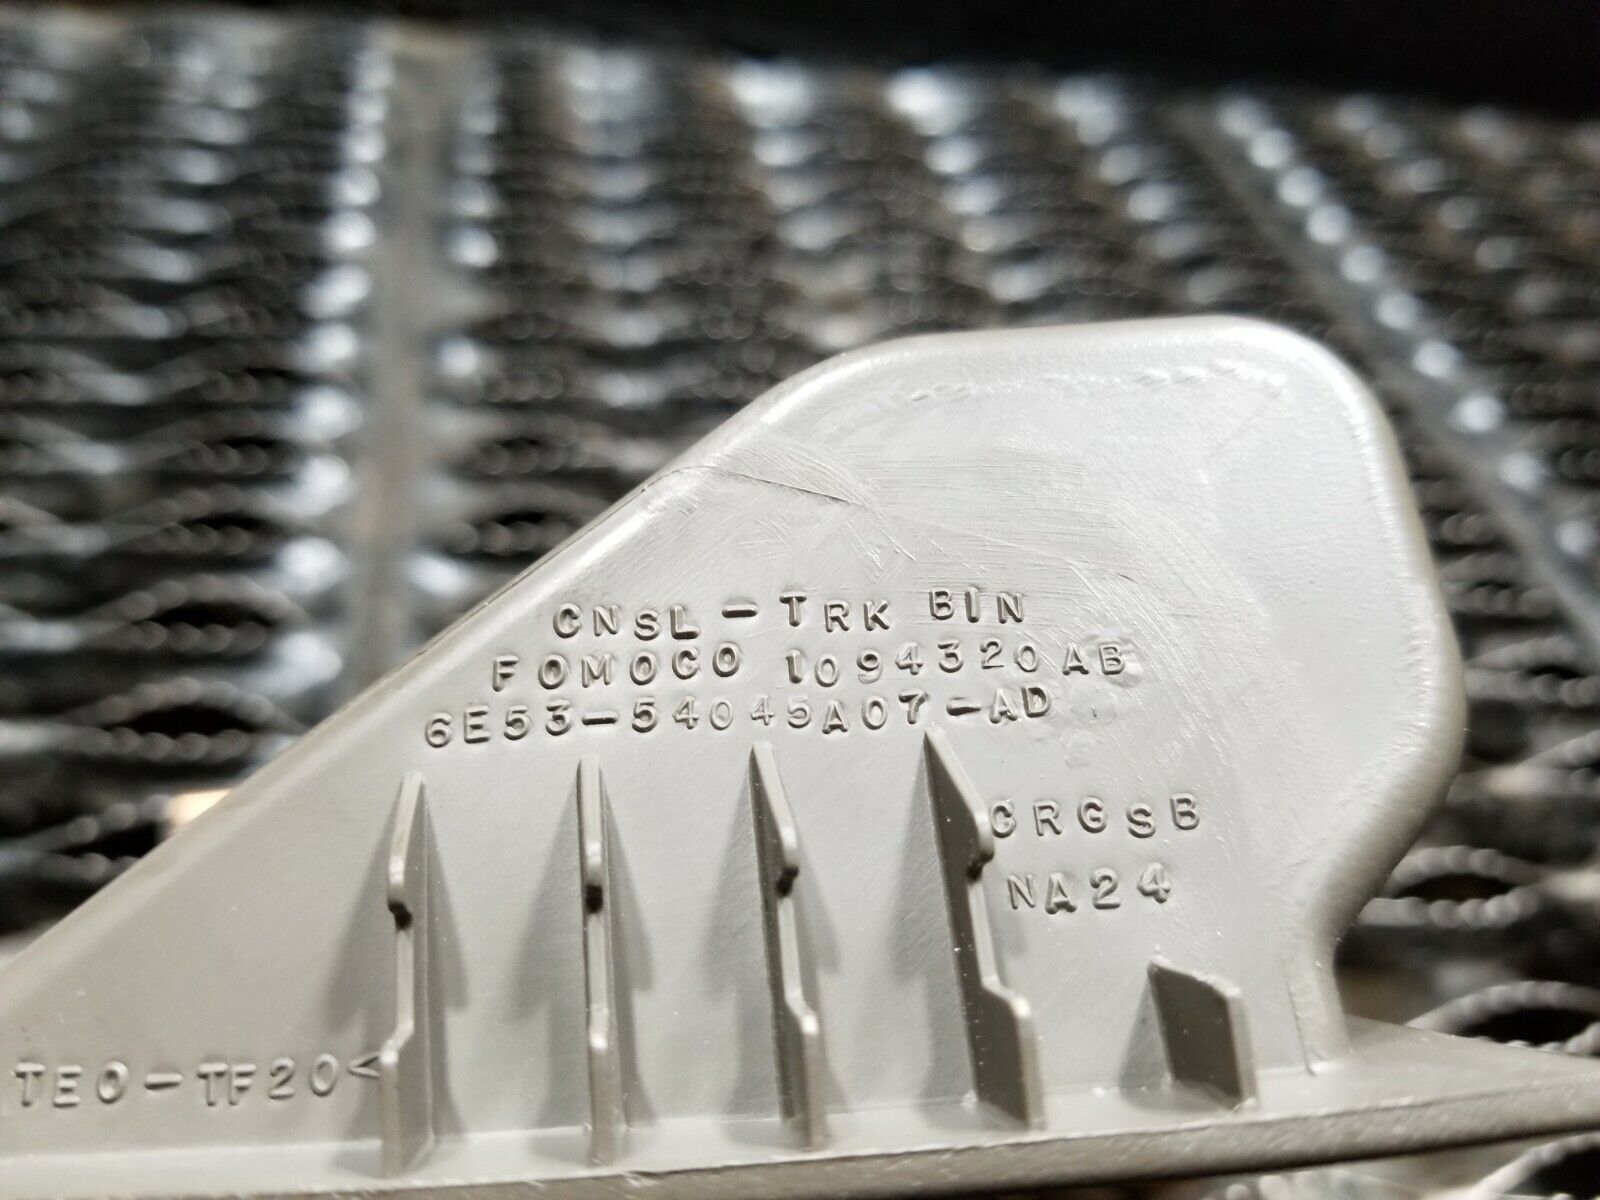 CNSL-TRK BIN
FOMOCO 1094320AB
6E53-54045A07-AD
CRGSB
NA24
TEO-TF20<